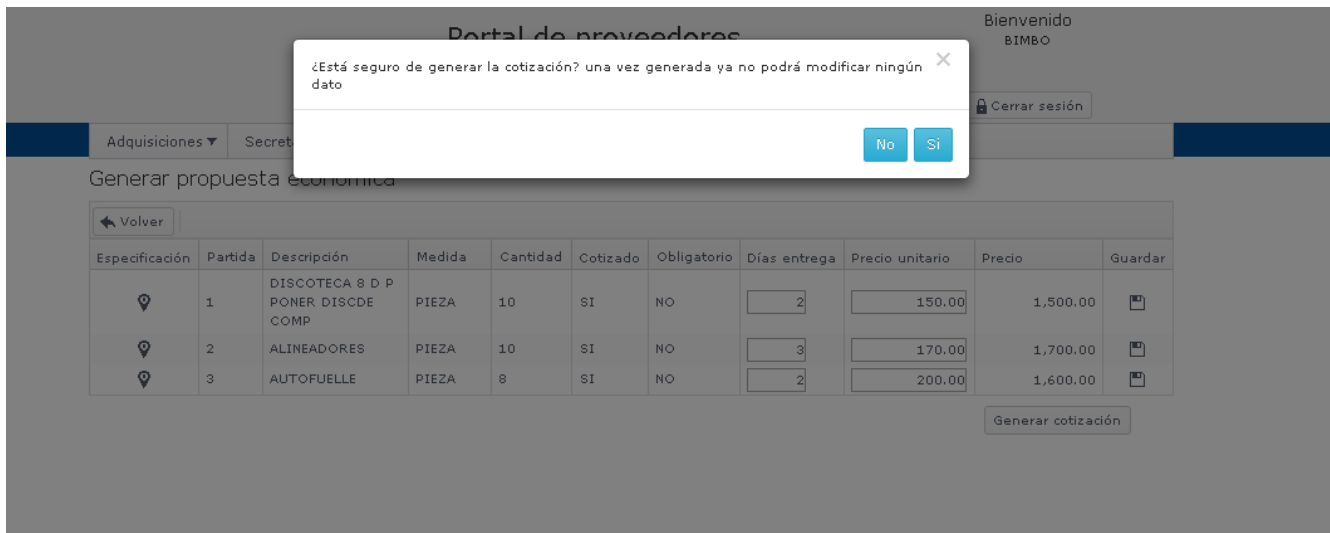 Portal de proveedores
Bienvenido
BIMBO
¿Está seguro de generar la cotización? una vez generada ya no podrá modificar ningún
dato
×
Cerrar sesión
No Si
Adquisiciones ▼ Secret
Generar propuesta económica
Volver
Especificación Partida Descripción Medida Cantidad Cotizado Obligatorio Días entrega Precio unitario Precio Guardar
1 DISCOTECA 8 D P PONER DISCDE COMP PIEZA 10 SI NO 2 150.00 1,500.00
2 ALINEADORES PIEZA 10 SI NO 3 170.00 1,700.00
3 AUTOFUELLE PIEZA 8 SI NO 2 200.00 1,600.00
Generar cotización